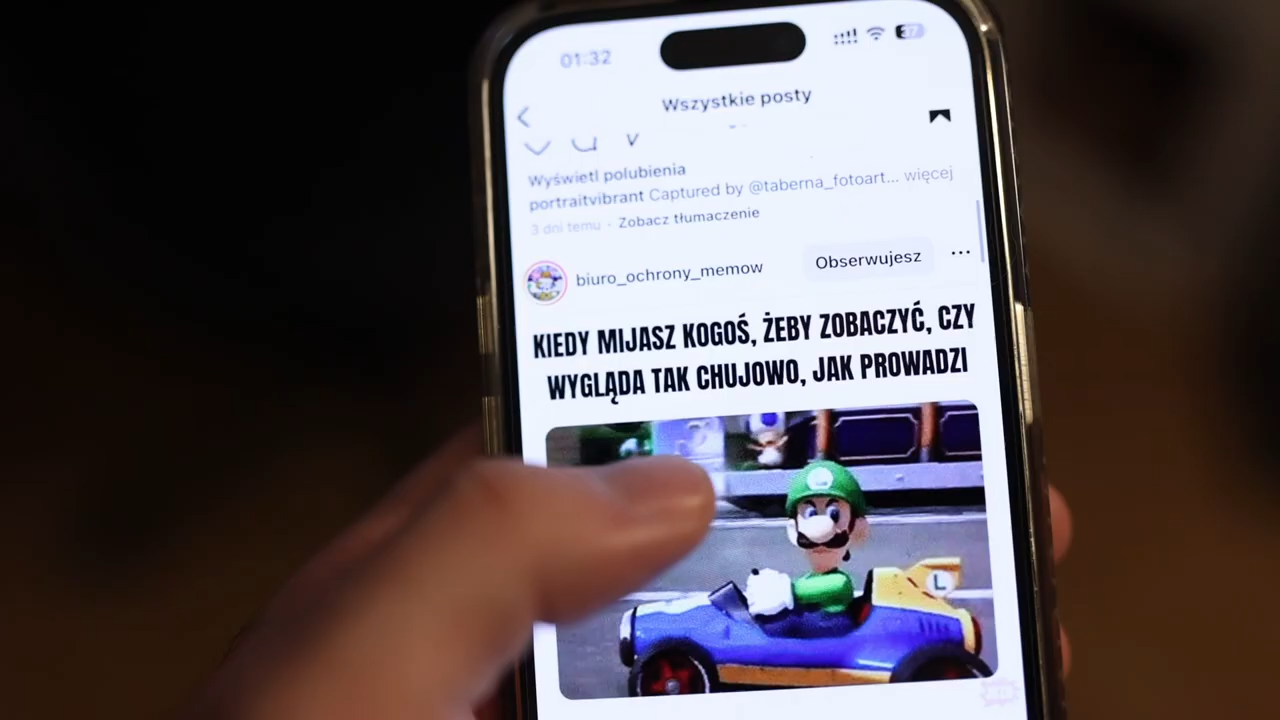 01:32
37
Wszystkie posty
Wyświetl polubienia
portraitvibrant Captured by @taberna_fotoart... więcej
3 dni temu · Zobacz tłumaczenie
biuro_ochrony_memow
Obserwujesz
KIEDY MIJASZ KOGOŚ, ŻEBY ZOBACZYĆ, CZY
WYGLĄDA TAK CHUJOWO, JAK PROWADZI
L
L